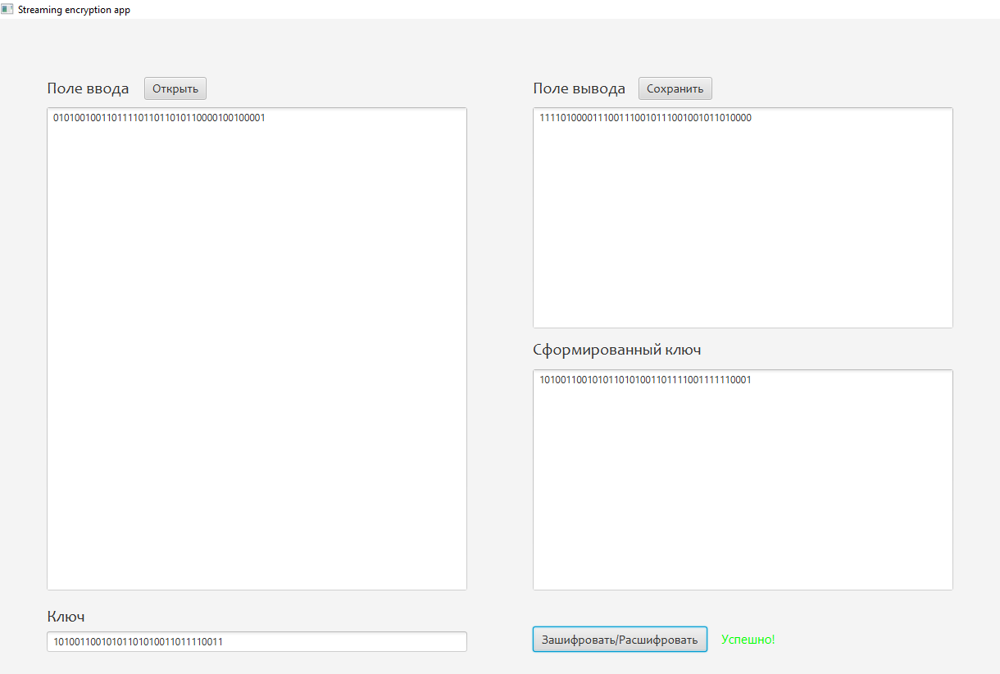 Streaming encryption app
Поле ввода
Открыть
0101001001101111011011010110000100100001
Ключ
10100110010101101010011011110011
Поле вывода
Сохранить
1111010000111001110010111001001011010000
Сформированный ключ
1010011001010110101001101111001111110001
Зашифровать/Расшифровать
Успешно!